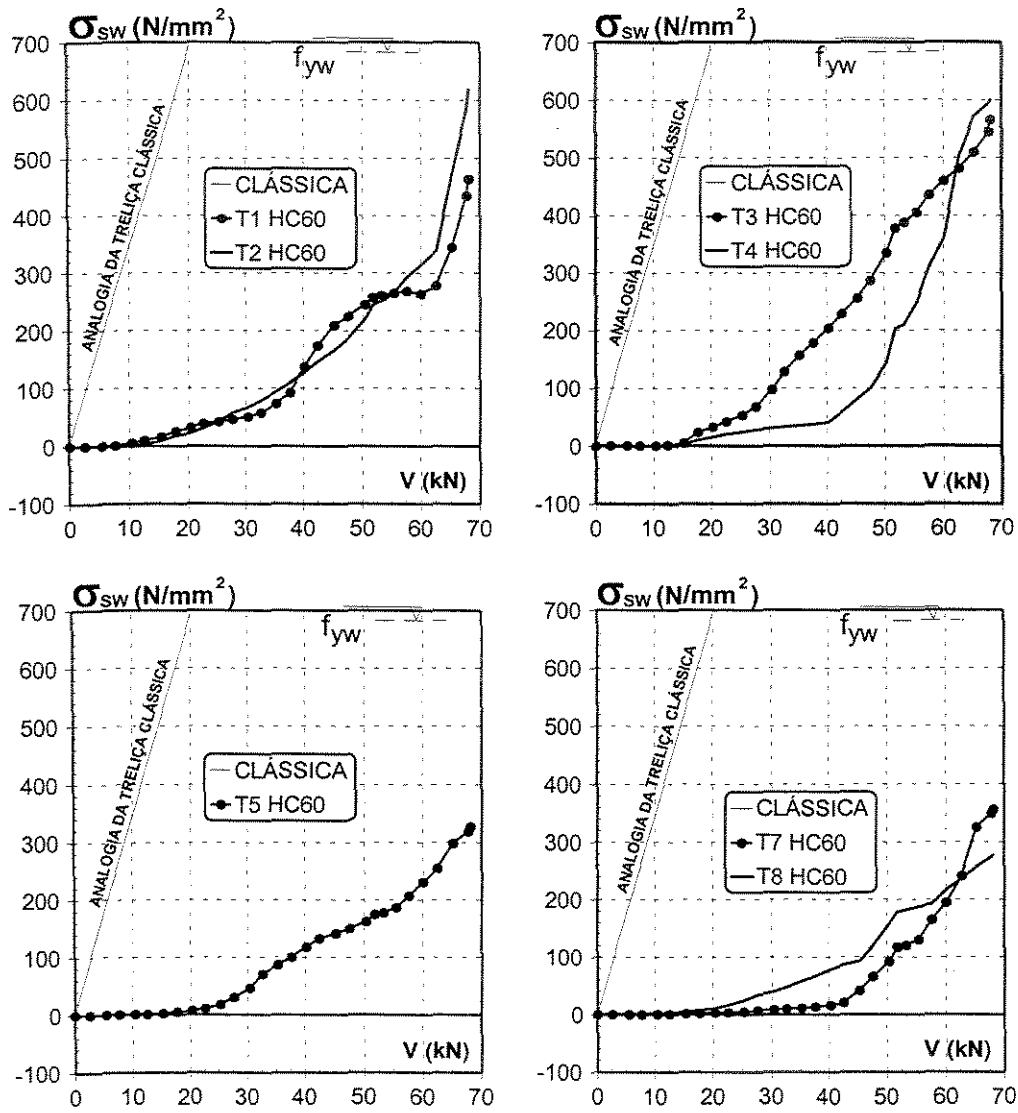 σsw (N/mm²)
700
600
500
400
300
200
100
0
-100
fyw
ANALOGIA DA TRELIÇA CLÁSSICA
CLÁSSICA
T1 HC60
T2 HC60
V (kN)
0 10 20 30 40 50 60 70
σsw (N/mm²)
700
600
500
400
300
200
100
0
-100
fyw
ANALOGIA DA TRELIÇA CLÁSSICA
CLÁSSICA
T3 HC60
T4 HC60
V (kN)
0 10 20 30 40 50 60 70
σsw (N/mm²)
700
600
500
400
300
200
100
0
-100
fyw
ANALOGIA DA TRELIÇA CLÁSSICA
CLÁSSICA
T5 HC60
V (kN)
0 10 20 30 40 50 60 70
σsw (N/mm²)
700
600
500
400
300
200
100
0
-100
fyw
ANALOGIA DA TRELIÇA CLÁSSICA
CLÁSSICA
T7 HC60
T8 HC60
V (kN)
0 10 20 30 40 50 60 70